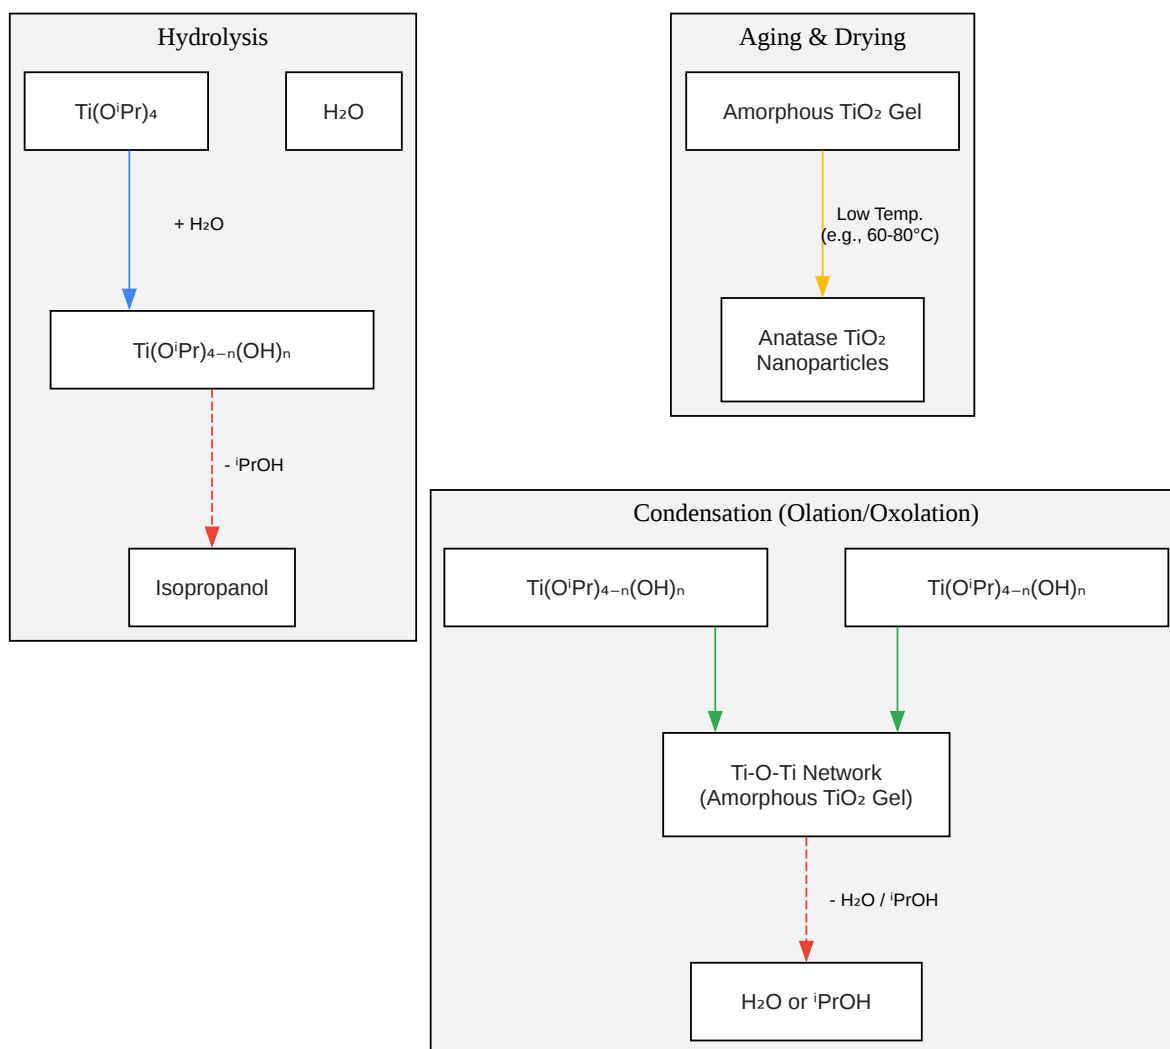 Hydrolysis
Ti(OⁱPr)₄
H₂O
+ H₂O
Ti(OⁱPr)₄₋ₙ(OH)ₙ
- ⁱPrOH
Isopropanol
Aging & Drying
Amorphous TiO₂ Gel
Low Temp.
(e.g., 60-80°C)
Anatase TiO₂
Nanoparticles
Condensation (Olation/Oxolation)
Ti(OⁱPr)₄₋ₙ(OH)ₙ
Ti(OⁱPr)₄₋ₙ(OH)ₙ
Ti-O-Ti Network
(Amorphous TiO₂ Gel)
- H₂O / ⁱPrOH
H₂O or ⁱPrOH